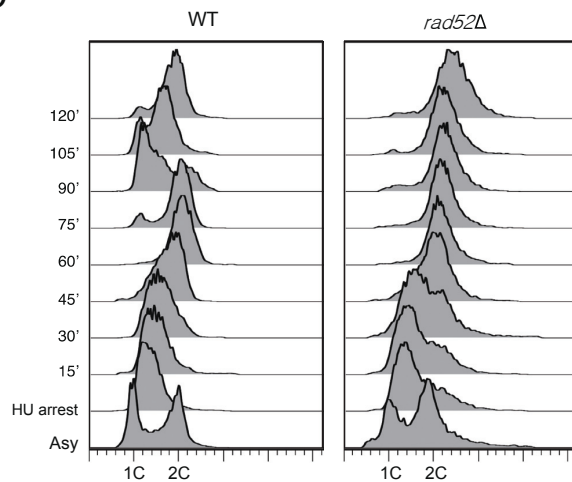 WT
rad52Δ
120'
105'
90'
75'
60'
45'
30'
15'
HU arrest
Asy
1C 2C
1C 2C